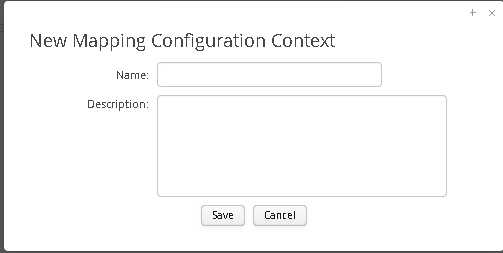 New Mapping Configuration Context
Name:
Description:
Save Cancel